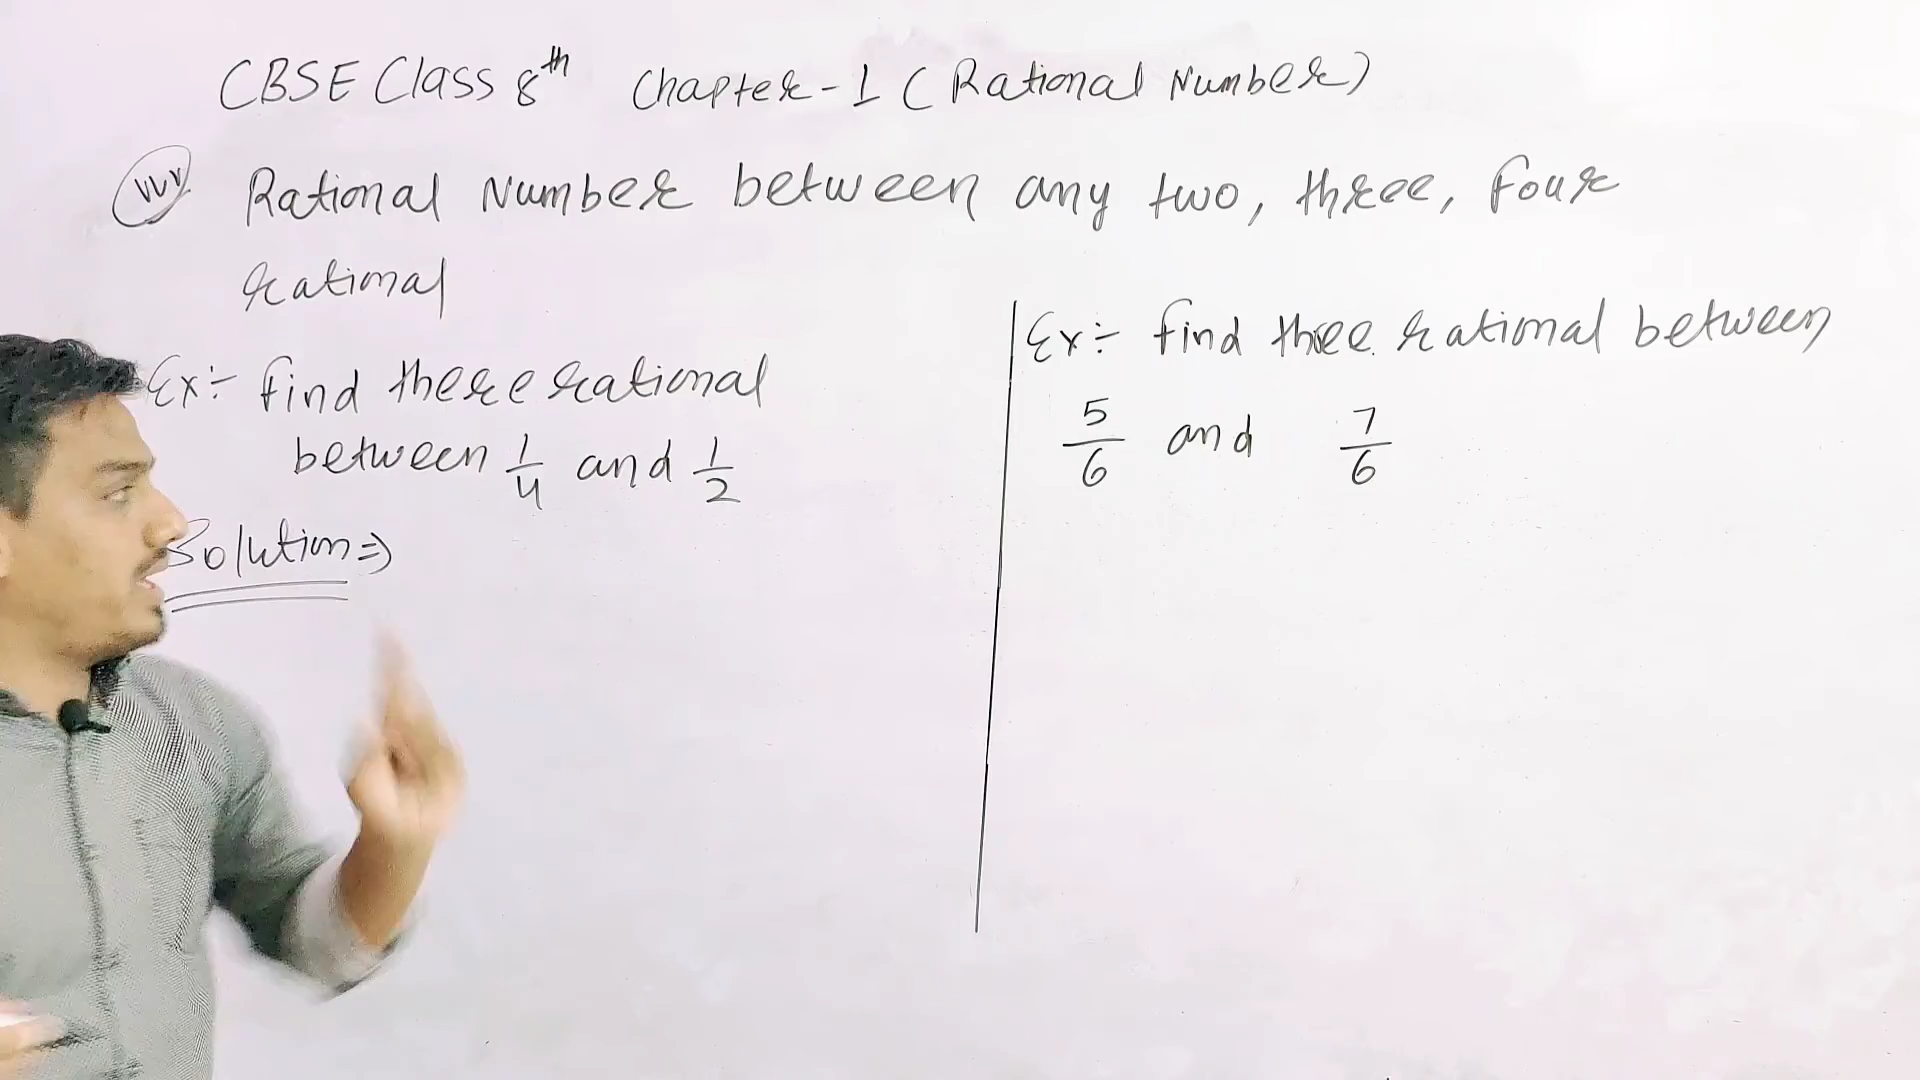 CBSE Class 8th Chapter-1 (Rational Number)
VVV Rational Number between any two, three, four
rational
Ex÷ find there rational
between 1/4 and 1/2
Solution⇒
Ex÷ find three rational between
5/6 and 7/6